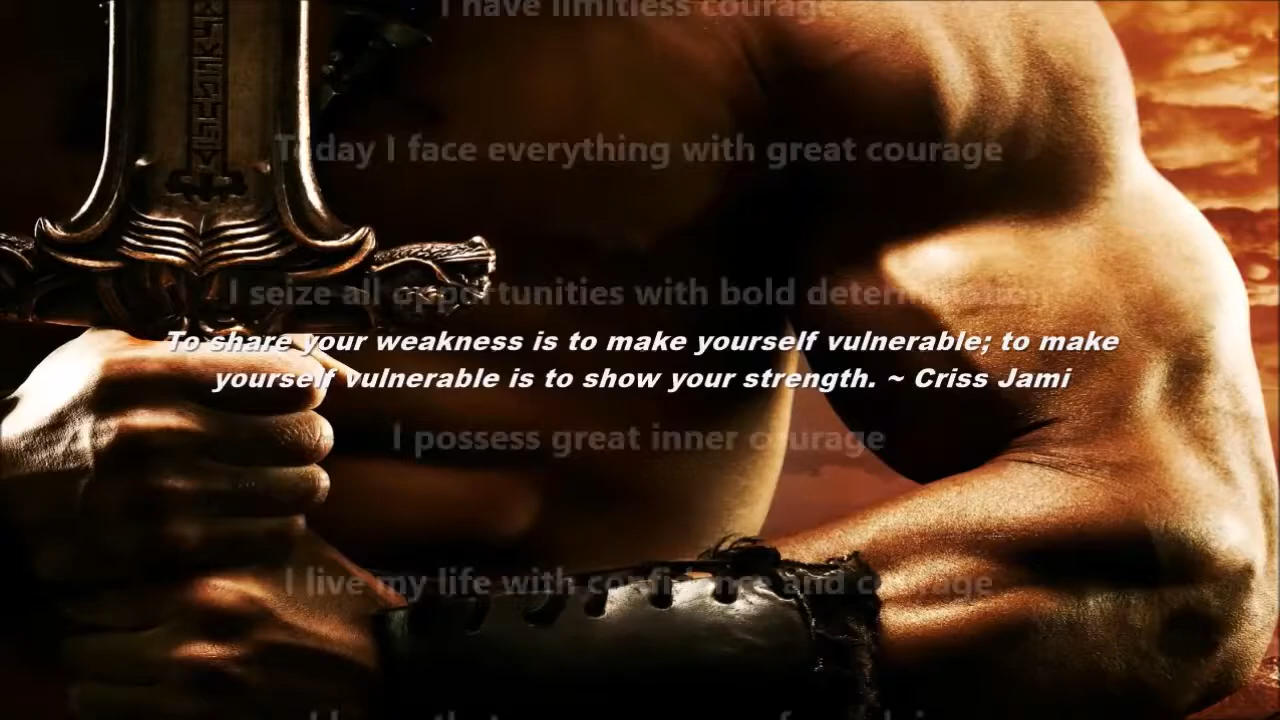 I have limitless courage
Today I face everything with great courage
I seize all opportunities with bold determination
To share your weakness is to make yourself vulnerable; to make
yourself vulnerable is to show your strength. ~ Criss Jami
I possess great inner courage
I live my life with confidence and courage